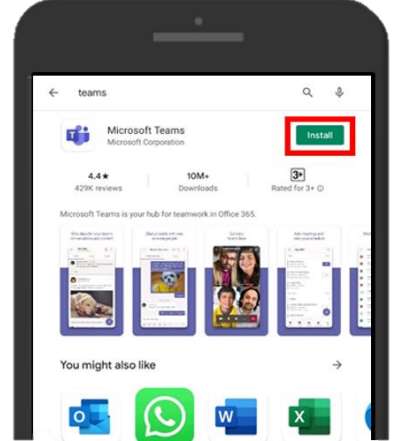 teams
Microsoft Teams
Microsoft Corporation
Install
4.4★
429K reviews
10M+
Downloads
3+
Rated for 3+
Microsoft Teams is your hub for teamwork in Office 365.
You might also like
W
X